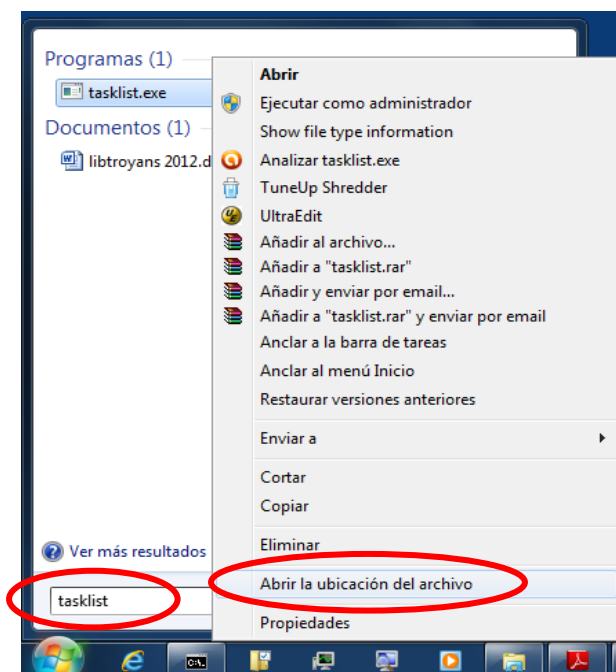 Programas (1)
tasklist.exe
Documentos (1)
libtroyans 2012.d
Ver más resultados
tasklist
Abrir
Ejecutar como administrador
Show file type information
Analizar tasklist.exe
TuneUp Shredder
UltraEdit
Añadir al archivo...
Añadir a "tasklist.rar"
Añadir y enviar por email...
Añadir a "tasklist.rar" y enviar por email
Anclar a la barra de tareas
Anclar al menú Inicio
Restaurar versiones anteriores
Enviar a
Cortar
Copiar
Eliminar
Abrir la ubicación del archivo
Propiedades